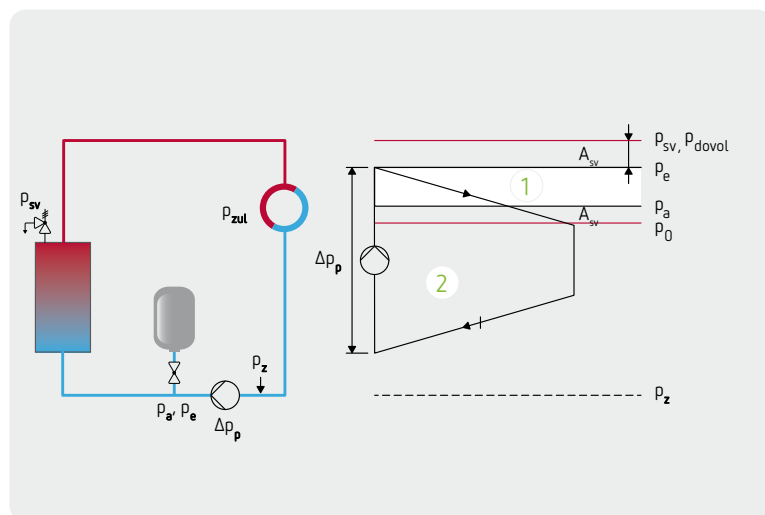 p_sv
p_zul
p_z
p_a, p_e
Δp_p
p_sv, p_dovol
A_sv
p_e
1
p_a
A_sv
p_0
Δp_p
2
p_z